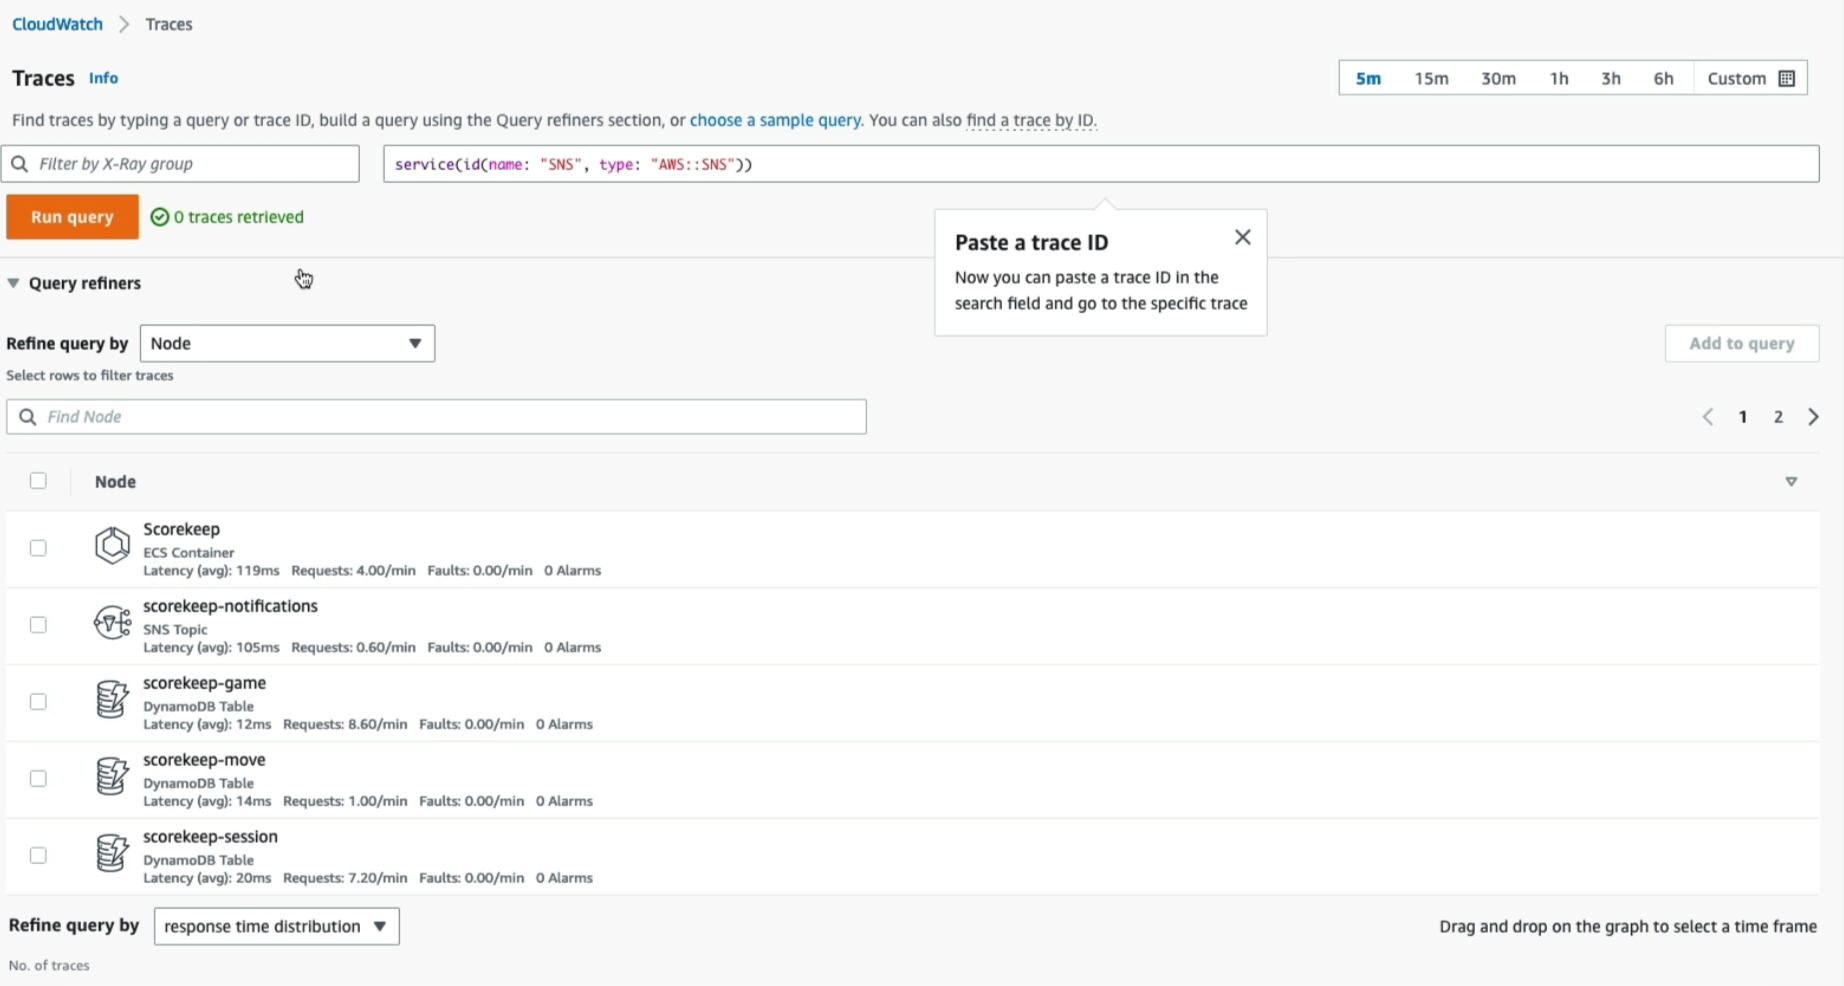 CloudWatch Traces
Traces Info
5m 15m 30m 1h 3h 6h Custom
Find traces by typing a query or trace ID, build a query using the Query refiners section, or choose a sample query. You can also find a trace by ID.
Filter by X-Ray group
service(id(name: "SNS", type: "AWS::SNS"))
Run query
0 traces retrieved
Paste a trace ID
Now you can paste a trace ID in the
search field and go to the specific trace
Query refiners
Refine query by Node
Add to query
Select rows to filter traces
Find Node
1 2
Node
Scorekeep
ECS Container
Latency (avg): 119ms Requests: 4.00/min Faults: 0.00/min 0 Alarms
scorekeep-notifications
SNS Topic
Latency (avg): 105ms Requests: 0.60/min Faults: 0.00/min 0 Alarms
scorekeep-game
DynamoDB Table
Latency (avg): 12ms Requests: 8.60/min Faults: 0.00/min 0 Alarms
scorekeep-move
DynamoDB Table
Latency (avg): 14ms Requests: 1.00/min Faults: 0.00/min 0 Alarms
scorekeep-session
DynamoDB Table
Latency (avg): 20ms Requests: 7.20/min Faults: 0.00/min 0 Alarms
Refine query by response time distribution
Drag and drop on the graph to select a time frame
No. of traces